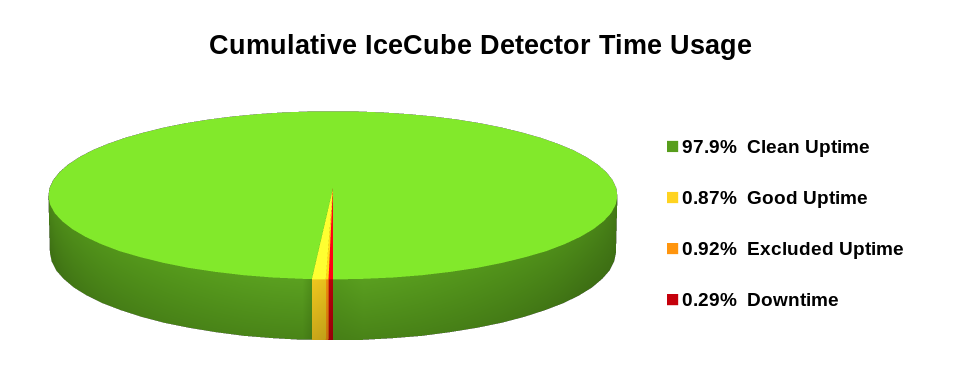 Cumulative IceCube Detector Time Usage
97.9% Clean Uptime
0.87% Good Uptime
0.92% Excluded Uptime
0.29% Downtime